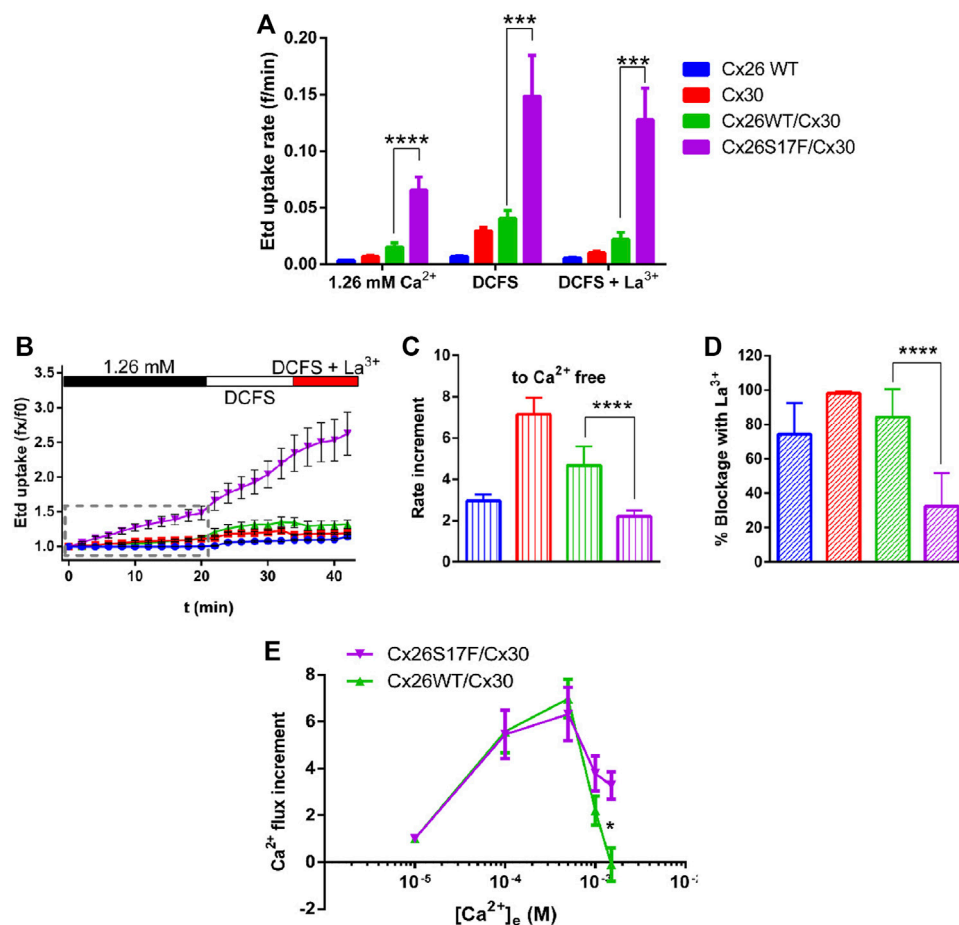 A
Etd uptake rate (f/min)
0.20
0.15
0.10
0.05
0.00
****
***
***
1.26 mM Ca²⁺
DCFS
DCFS + La³⁺
Cx26 WT
Cx30
Cx26WT/Cx30
Cx26S17F/Cx30
B
1.26 mM
DCFS + La³⁺
DCFS
Etd uptake (fx/f0)
3.5
3.0
2.5
2.0
1.5
1.0
0
10
20
30
40
t (min)
C
Rate increment
10
8
6
4
2
0
to Ca²⁺ free
****
D
% Blockage with La³⁺
120
100
80
60
40
20
0
****
E
Cx26S17F/Cx30
Cx26WT/Cx30
Ca²⁺ flux increment
8
6
4
2
0
-2
*
10⁻⁵
10⁻⁴
10⁻³
[Ca²⁺]e (M)